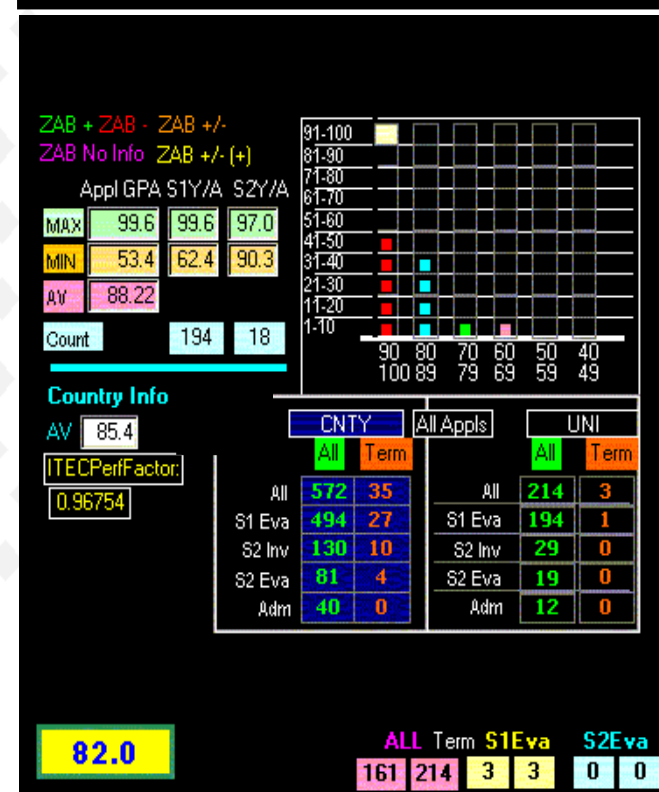 ZAB + ZAB - ZAB +/-
ZAB No Info ZAB +/- (+)
Appl GPA S1Y/A S2Y/A
MAX 99.6 99.6 97.0
MIN 53.4 62.4 90.3
AV 88.22
Count 194 18
91-100
81-90
71-80
61-70
51-60
41-50
31-40
21-30
11-20
1-10
90 80 70 60 50 40
100 89 79 69 59 49
Country Info
AV 85.4
ITECPerfFactor:
0.96754
CNTY All Appls UNI
All Term All Term
All 572 35 All 214 3
S1 Eva 494 27 S1 Eva 194 1
S2 Inv 130 10 S2 Inv 29 0
S2 Eva 81 4 S2 Eva 19 0
Adm 40 0 Adm 12 0
82.0
ALL Term S1Eva S2Eva
161 214 3 3 0 0